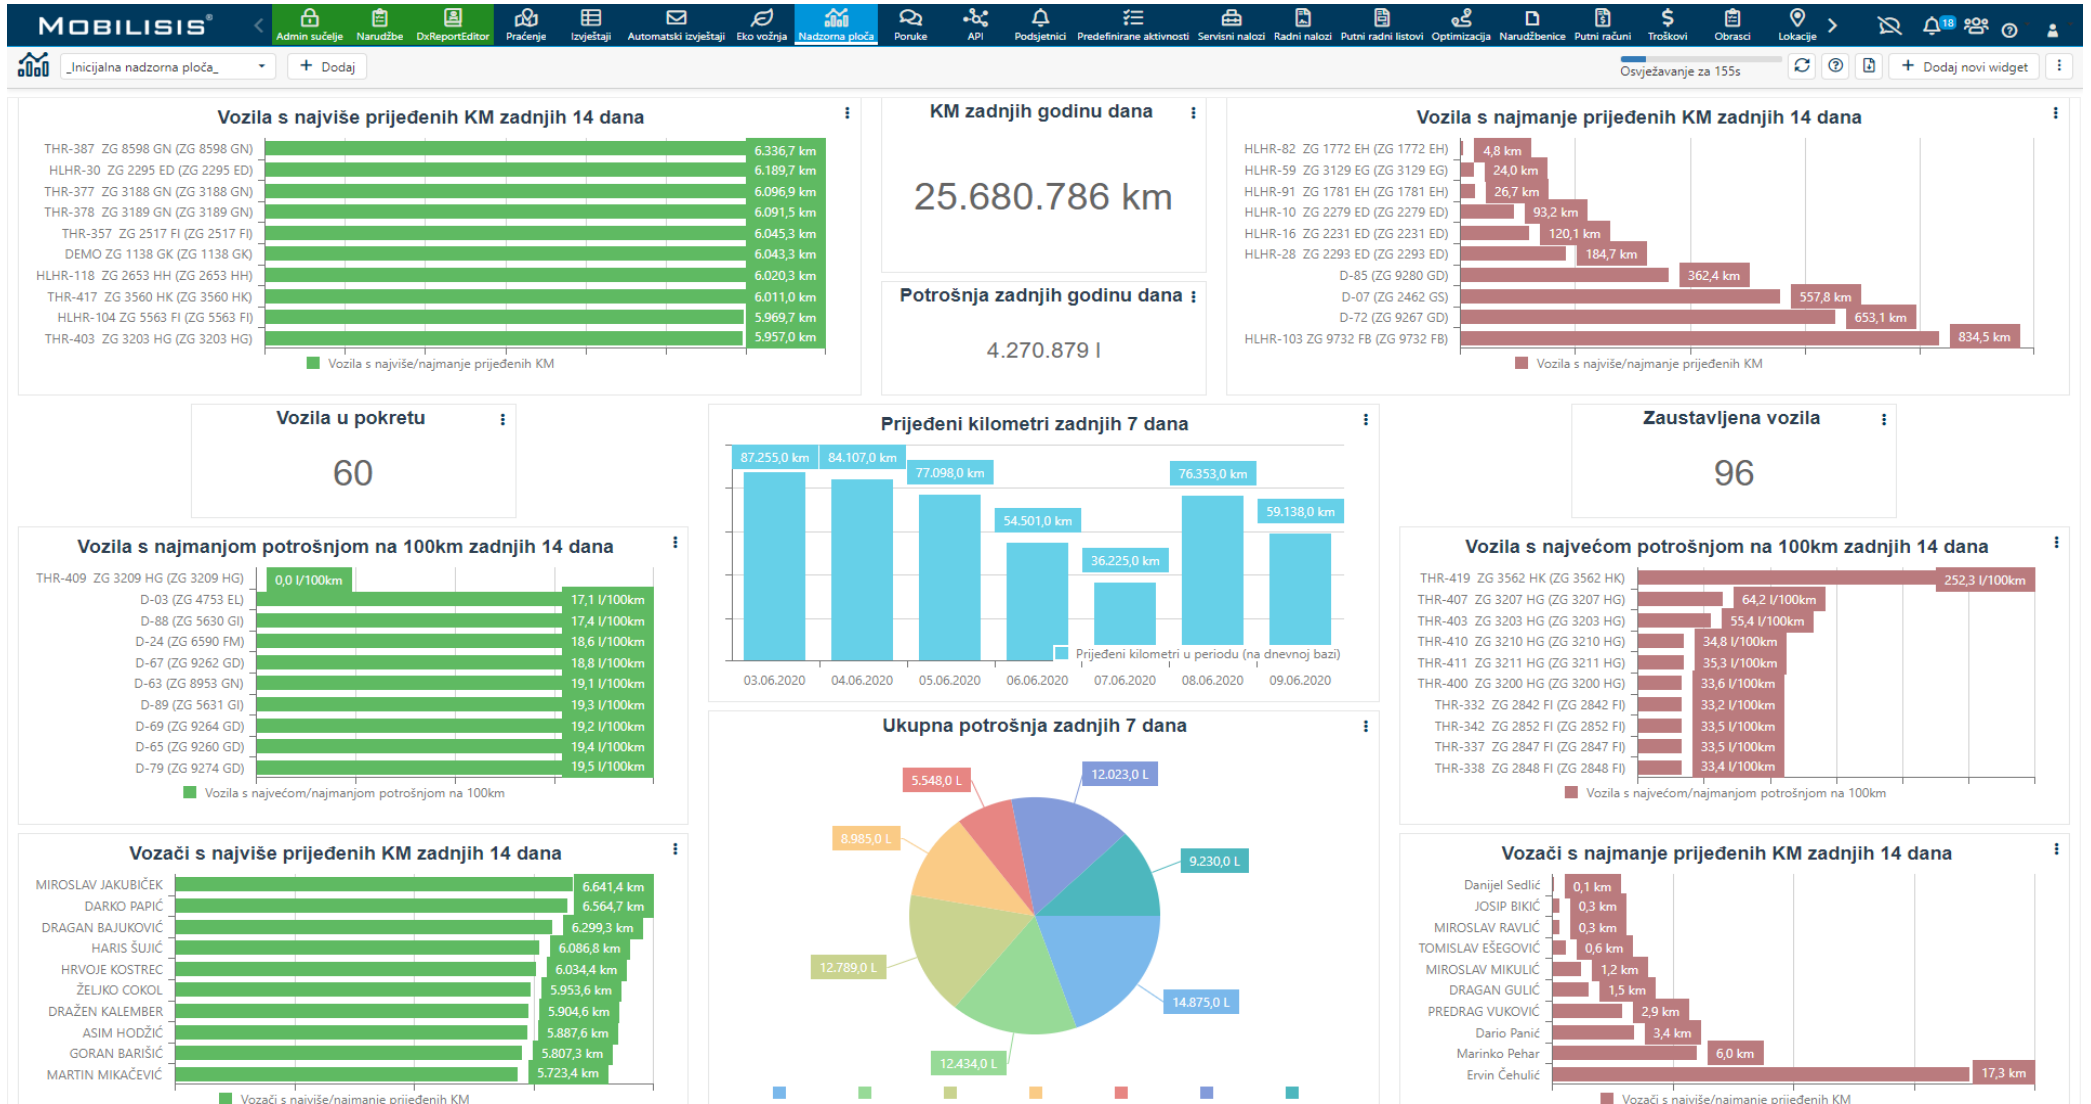 MOBILISIS®
Admin sučelje
Narudžbe
DxReportEditor
Praćenje
Izvještaji
Automatski izvještaji
Eko vožnja
Nadzorna ploča
Poruke
API
Podsjetnici
Predefinirane aktivnosti
Servisni nalozi
Radni nalozi
Putni radni listovi
Optimizacija
Narudžbenice
Putni računi
Troškovi
Obrasci
Lokacije
18
_Inicijalna nadzorna ploča_
+ Dodaj
Osvježavanje za 155s
+ Dodaj novi widget
Vozila s najviše prijeđenih KM zadnjih 14 dana
THR-387 ZG 8598 GN (ZG 8598 GN) 6.336,7 km
HLHR-30 ZG 2295 ED (ZG 2295 ED) 6.189,7 km
THR-377 ZG 3188 GN (ZG 3188 GN) 6.096,9 km
THR-378 ZG 3189 GN (ZG 3189 GN) 6.091,5 km
THR-357 ZG 2517 FI (ZG 2517 FI) 6.045,3 km
DEMO ZG 1138 GK (ZG 1138 GK) 6.043,3 km
HLHR-118 ZG 2653 HH (ZG 2653 HH) 6.020,3 km
THR-417 ZG 3560 HK (ZG 3560 HK) 6.011,0 km
HLHR-104 ZG 5563 FI (ZG 5563 FI) 5.969,7 km
THR-403 ZG 3203 HG (ZG 3203 HG) 5.957,0 km
Vozila s najviše/najmanje prijeđenih KM
KM zadnjih godinu dana
25.680.786 km
Potrošnja zadnjih godinu dana
4.270.879 l
Vozila s najmanje prijeđenih KM zadnjih 14 dana
HLHR-82 ZG 1772 EH (ZG 1772 EH) 4,8 km
HLHR-59 ZG 3129 EG (ZG 3129 EG) 24,0 km
HLHR-91 ZG 1781 EH (ZG 1781 EH) 26,7 km
HLHR-10 ZG 2279 ED (ZG 2279 ED) 93,2 km
HLHR-16 ZG 2231 ED (ZG 2231 ED) 120,1 km
HLHR-28 ZG 2293 ED (ZG 2293 ED) 184,7 km
D-85 (ZG 9280 GD) 362,4 km
D-07 (ZG 2462 GS) 557,8 km
D-72 (ZG 9267 GD) 653,1 km
HLHR-103 ZG 9732 FB (ZG 9732 FB) 834,5 km
Vozila s najviše/najmanje prijeđenih KM
Vozila u pokretu
60
Prijeđeni kilometri zadnjih 7 dana
87.255,0 km
84.107,0 km
77.098,0 km
54.501,0 km
36.225,0 km
76.353,0 km
59.138,0 km
Prijeđeni kilometri u periodu (na dnevnoj bazi)
03.06.2020 04.06.2020 05.06.2020 06.06.2020 07.06.2020 08.06.2020 09.06.2020
Zaustavljena vozila
96
Vozila s najmanjom potrošnjom na 100km zadnjih 14 dana
THR-409 ZG 3209 HG (ZG 3209 HG) 0,0 l/100km
D-03 (ZG 4753 EL) 17,1 l/100km
D-88 (ZG 5630 GI) 17,4 l/100km
D-24 (ZG 6590 FM) 18,6 l/100km
D-67 (ZG 9262 GD) 18,8 l/100km
D-63 (ZG 8953 GN) 19,1 l/100km
D-89 (ZG 5631 GI) 19,3 l/100km
D-69 (ZG 9264 GD) 19,2 l/100km
D-65 (ZG 9260 GD) 19,4 l/100km
D-79 (ZG 9274 GD) 19,5 l/100km
Vozila s najvećom/najmanjom potrošnjom na 100km
Vozila s najvećom potrošnjom na 100km zadnjih 14 dana
THR-419 ZG 3562 HK (ZG 3562 HK) 252,3 l/100km
THR-407 ZG 3207 HG (ZG 3207 HG) 64,2 l/100km
THR-403 ZG 3203 HG (ZG 3203 HG) 55,4 l/100km
THR-410 ZG 3210 HG (ZG 3210 HG) 34,8 l/100km
THR-411 ZG 3211 HG (ZG 3211 HG) 35,3 l/100km
THR-400 ZG 3200 HG (ZG 3200 HG) 33,6 l/100km
THR-332 ZG 2842 FI (ZG 2842 FI) 33,2 l/100km
THR-342 ZG 2852 FI (ZG 2852 FI) 33,5 l/100km
THR-337 ZG 2847 FI (ZG 2847 FI) 33,5 l/100km
THR-338 ZG 2848 FI (ZG 2848 FI) 33,4 l/100km
Vozila s najvećom/najmanjom potrošnjom na 100km
Ukupna potrošnja zadnjih 7 dana
5.548,0 L
12.023,0 L
8.985,0 L
9.230,0 L
12.789,0 L
14.875,0 L
12.434,0 L
Vozači s najviše prijeđenih KM zadnjih 14 dana
MIROSLAV JAKUBIČEK 6.641,4 km
DARKO PAPIĆ 6.564,7 km
DRAGAN BAJUKOVIĆ 6.299,3 km
HARIS ŠUJIĆ 6.086,8 km
HRVOJE KOSTREC 6.034,4 km
ŽELJKO COKOL 5.953,6 km
DRAŽEN KALEMBER 5.904,6 km
ASIM HODŽIĆ 5.887,6 km
GORAN BARIŠIĆ 5.807,3 km
MARTIN MIKAČEVIĆ 5.723,4 km
Vozači s najviše/najmanje prijeđenih KM
Vozači s najmanje prijeđenih KM zadnjih 14 dana
Danijel Sedlić 0,1 km
JOSIP BIKIĆ 0,3 km
MIROSLAV RAVLIĆ 0,3 km
TOMISLAV EŠEGOVIĆ 0,6 km
MIROSLAV MIKULIĆ 1,2 km
DRAGAN GULIĆ 1,5 km
PREDRAG VUKOVIĆ 2,9 km
Dario Panić 3,4 km
Marinko Pehar 6,0 km
Ervin Čehulić 17,3 km
Vozači s najviše/najmanje prijeđenih KM